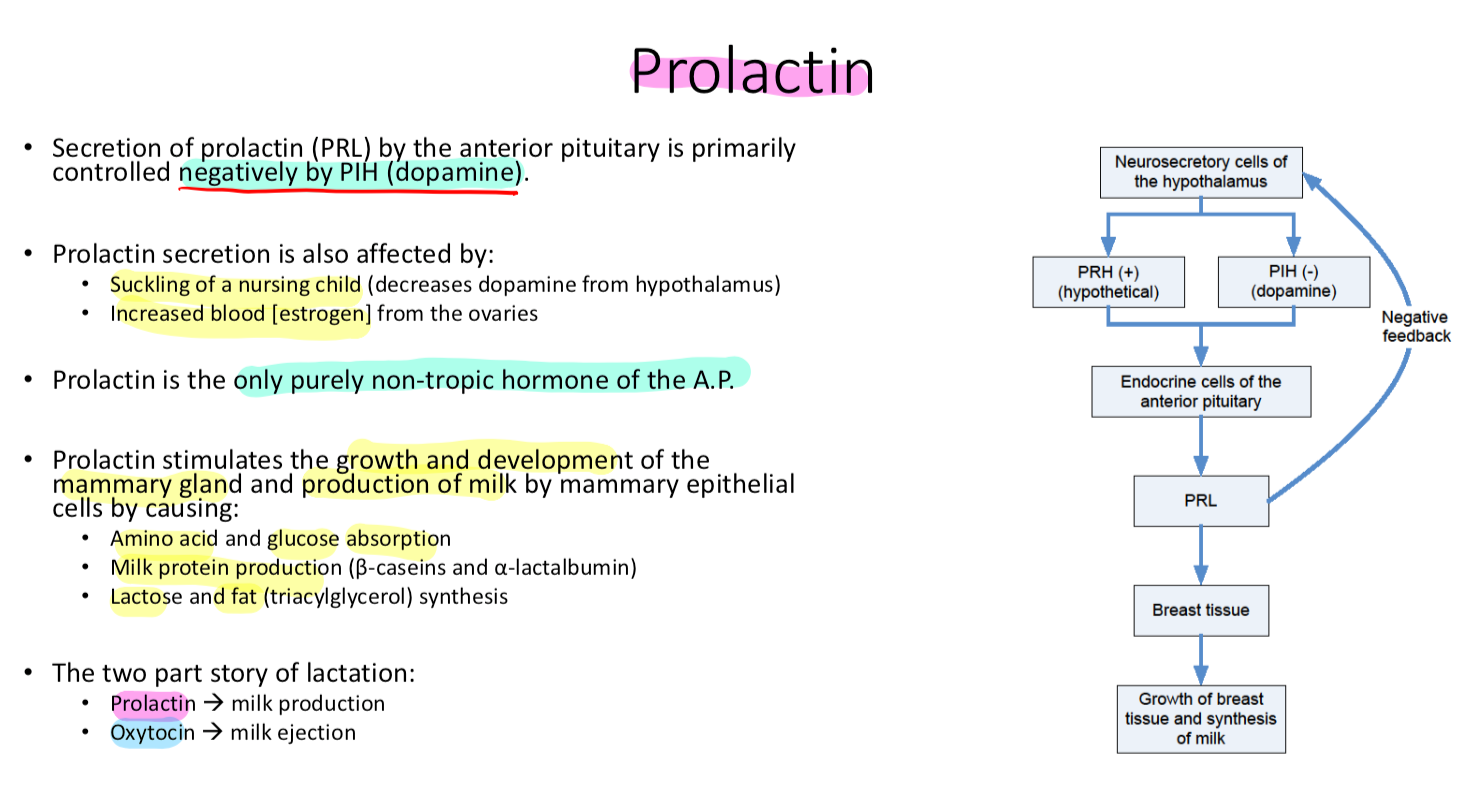 Prolactin
• Secretion of prolactin (PRL) by the anterior pituitary is primarily
controlled negatively by PIH (dopamine).
• Prolactin secretion is also affected by:
• Suckling of a nursing child (decreases dopamine from hypothalamus)
• Increased blood [estrogen] from the ovaries
• Prolactin is the only purely non-tropic hormone of the A.P.
• Prolactin stimulates the growth and development of the
mammary gland and production of milk by mammary epithelial
cells by causing:
• Amino acid and glucose absorption
• Milk protein production (β-caseins and α-lactalbumin)
• Lactose and fat (triacylglycerol) synthesis
• The two part story of lactation:
• Prolactin → milk production
• Oxytocin → milk ejection
Neurosecretory cells of
the hypothalamus
PRH (+)
(hypothetical)
PIH (-)
(dopamine)
Negative
feedback
Endocrine cells of the
anterior pituitary
PRL
Breast tissue
Growth of breast
tissue and synthesis
of milk